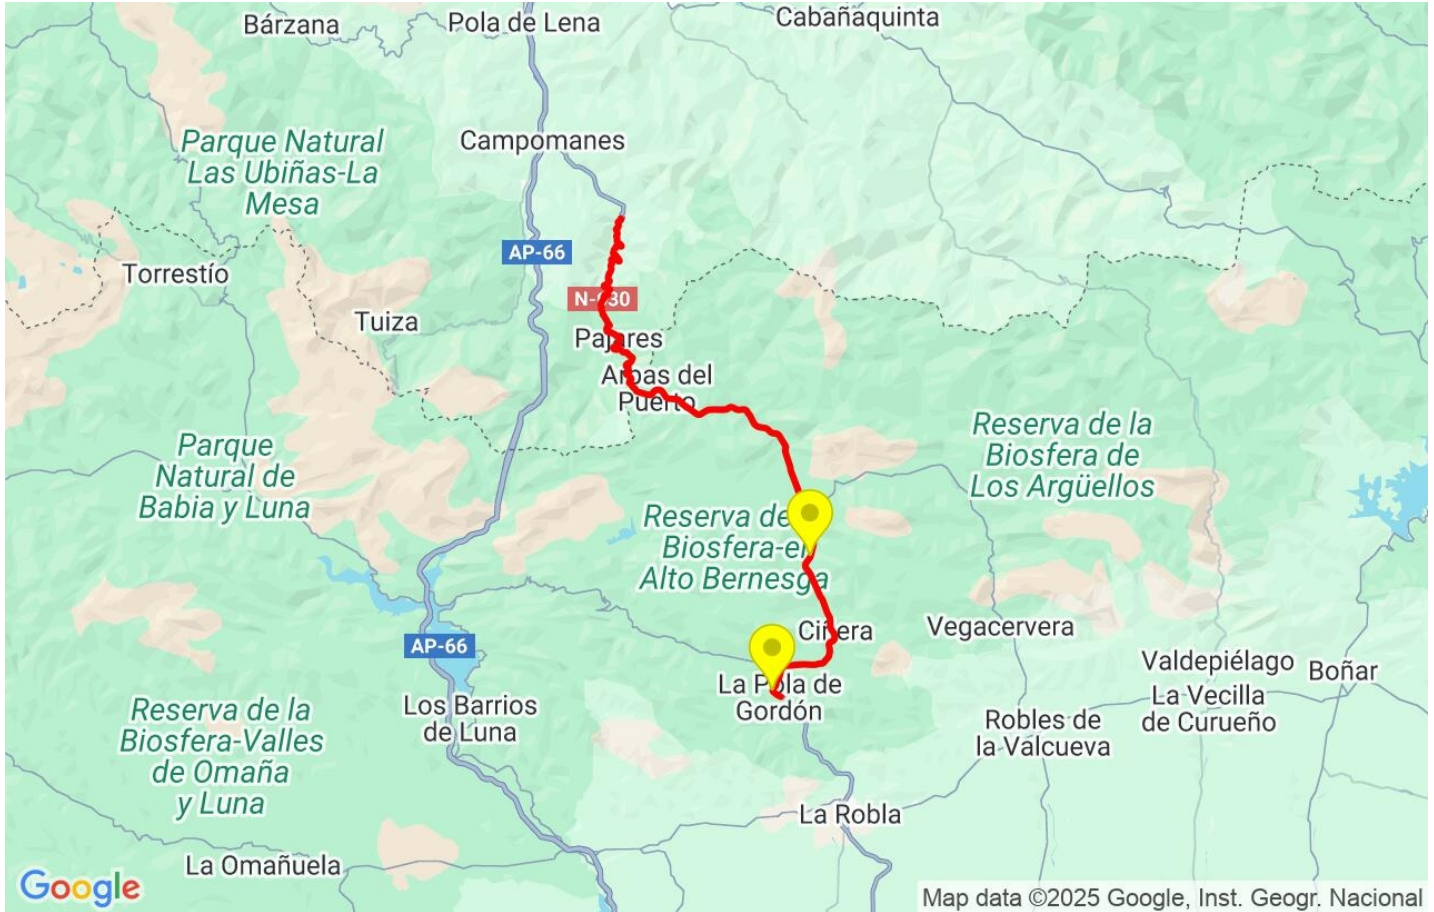 Bárzana
Pola de Lena
Cabañaquinta
Campomanes
Parque Natural
Las Ubiñas-La
Mesa
AP-66
Torrestío
N-630
Tuiza
Pajares
Arbas del
Puerto
Reserva de la
Biosfera de
Los Argüellos
Parque
Natural de
Babia y Luna
Reserva de
Biosfera-en
Alto Bernesga
Ciñera
Vegacervera
AP-66
Valdepiélago
Boñar
La Pola de
Gordón
La Vecilla
de Curueño
Los Barrios
de Luna
Reserva de la
Biosfera-Valles
de Omaña
y Luna
Robles de
la Valcueva
La Robla
La Omañuela
Google
Map data ©2025 Google, Inst. Geogr. Nacional